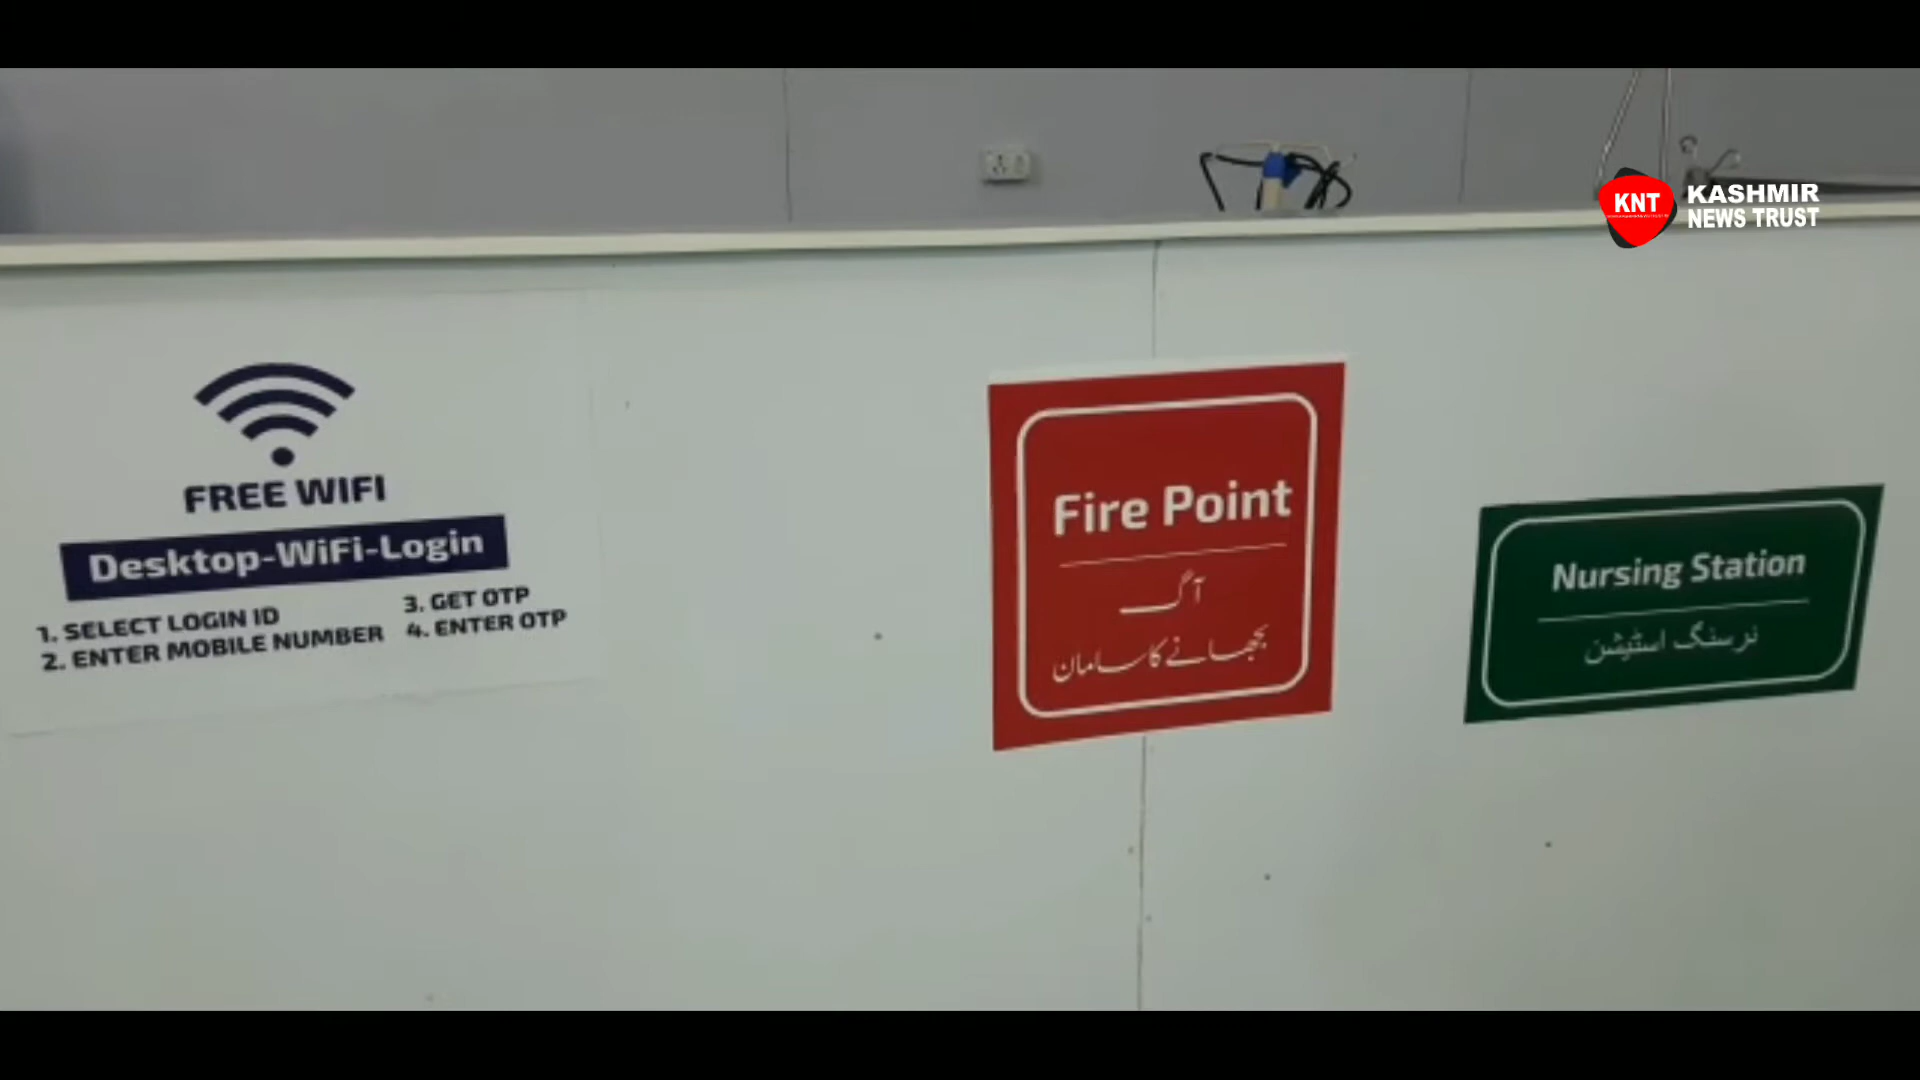 FREE WIFI
Desktop-WiFi-Login
1. SELECT LOGIN ID
2. ENTER MOBILE NUMBER
3. GET OTP
4. ENTER OTP
Fire Point
آگ
بجھانے کا سامان
Nursing Station
نرسنگ اسٹیشن
KNT
KASHMIR
NEWS TRUST